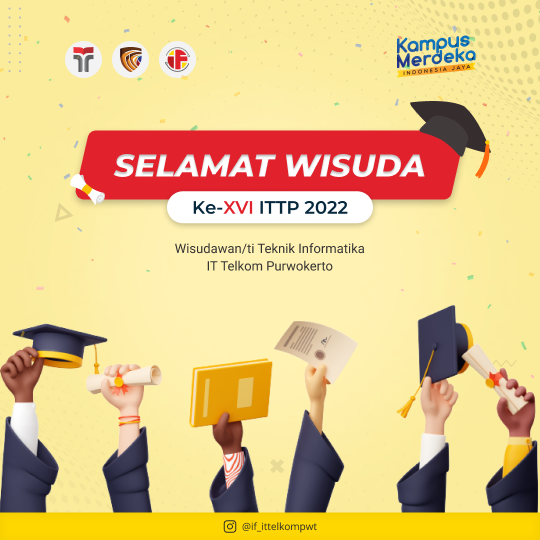 Kampus
Merdeka
INDONESIA JAYA
SELAMAT WISUDA
Ke-XVI ITTP 2022
Wisudawan/ti Teknik Informatika
IT Telkom Purwokerto
@if_ittelkompwt